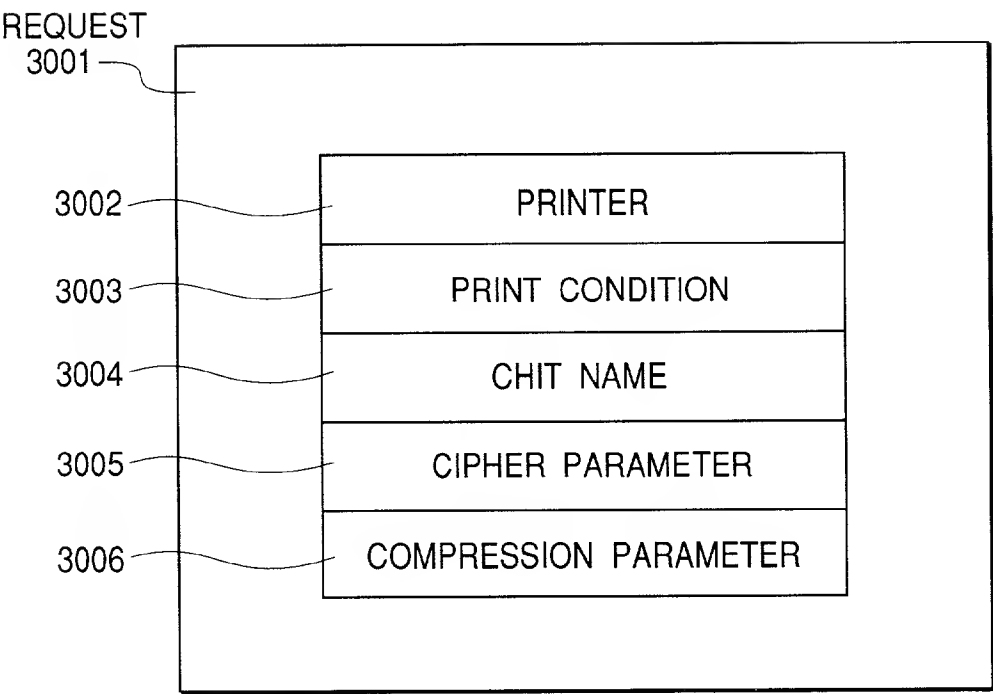 REQUEST
3001
3002 PRINTER
3003 PRINT CONDITION
3004 CHIT NAME
3005 CIPHER PARAMETER
3006 COMPRESSION PARAMETER